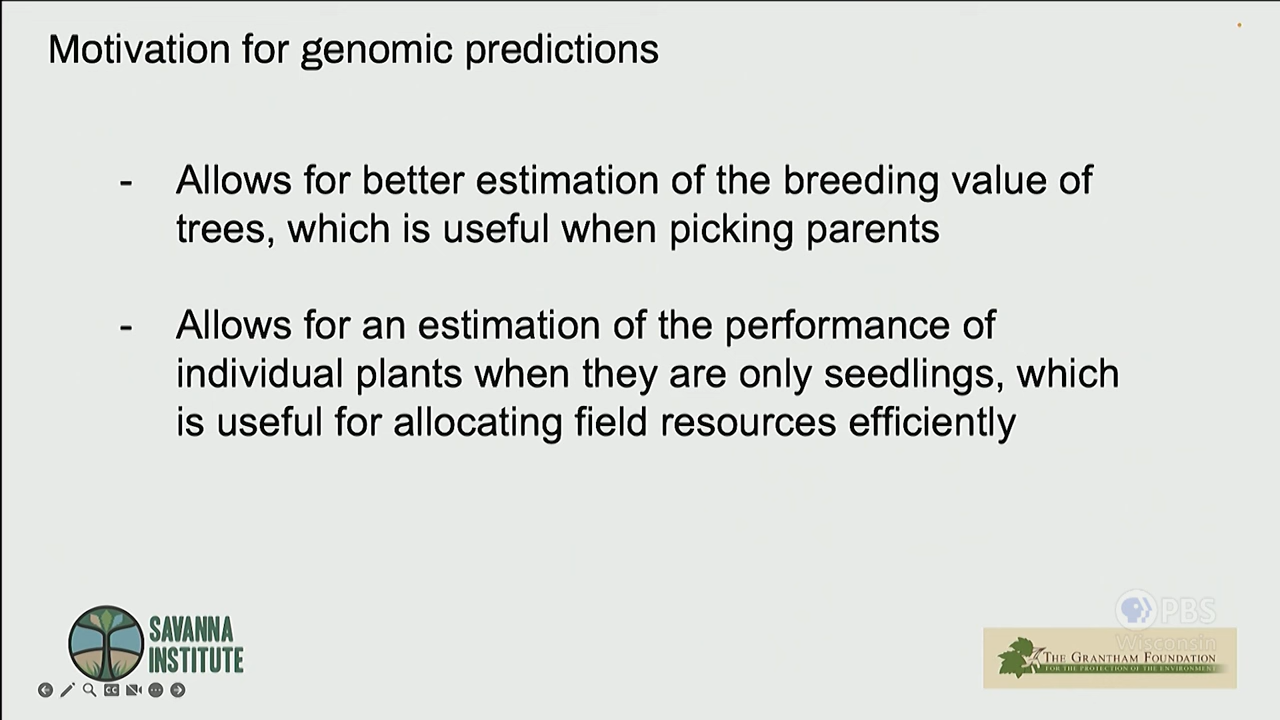 Motivation for genomic predictions
- Allows for better estimation of the breeding value of
trees, which is useful when picking parents
- Allows for an estimation of the performance of
individual plants when they are only seedlings, which
is useful for allocating field resources efficiently
SAVANNA
INSTITUTE
PBS
Wisconsin
THE GRANTHAM FOUNDATION
FOR THE PROTECTION OF THE ENVIRONMENT
CC